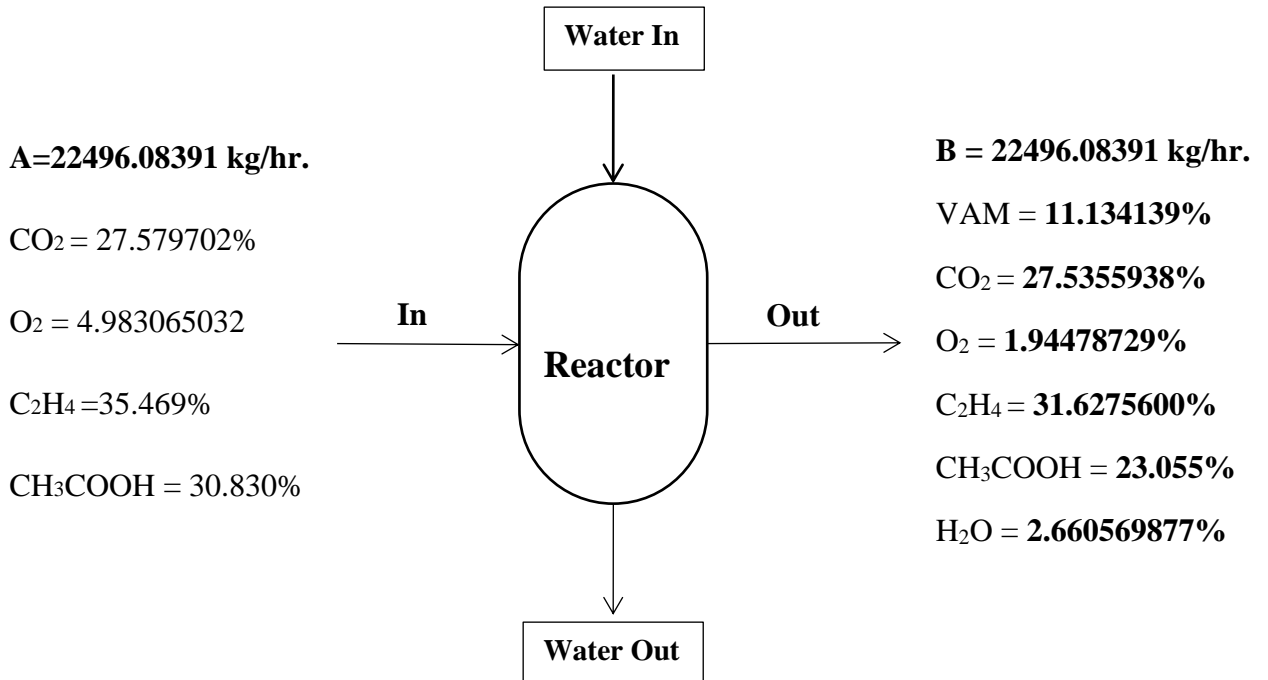 Water In
A=22496.08391 kg/hr.
CO2 = 27.579702%
O2 = 4.983065032
C2H4 =35.469%
CH3COOH = 30.830%
In
Reactor
Out
B = 22496.08391 kg/hr.
VAM = 11.134139%
CO2 = 27.5355938%
O2 = 1.94478729%
C2H4 = 31.6275600%
CH3COOH = 23.055%
H2O = 2.660569877%
Water Out